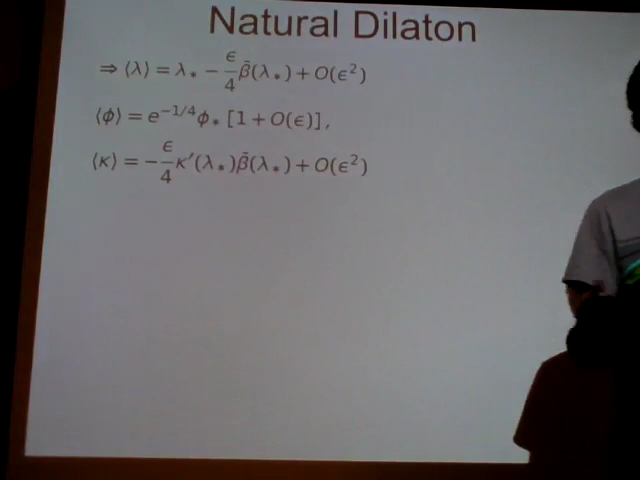 Natural Dilaton
⇒ ⟨λ⟩ = λ* − ϵ/4 β̄(λ*) + O(ϵ²)
⟨ϕ⟩ = e^{−1/4} ϕ* [1 + O(ϵ)],
⟨κ⟩ = − ϵ/4 κ′(λ*)β̄(λ*) + O(ϵ²)